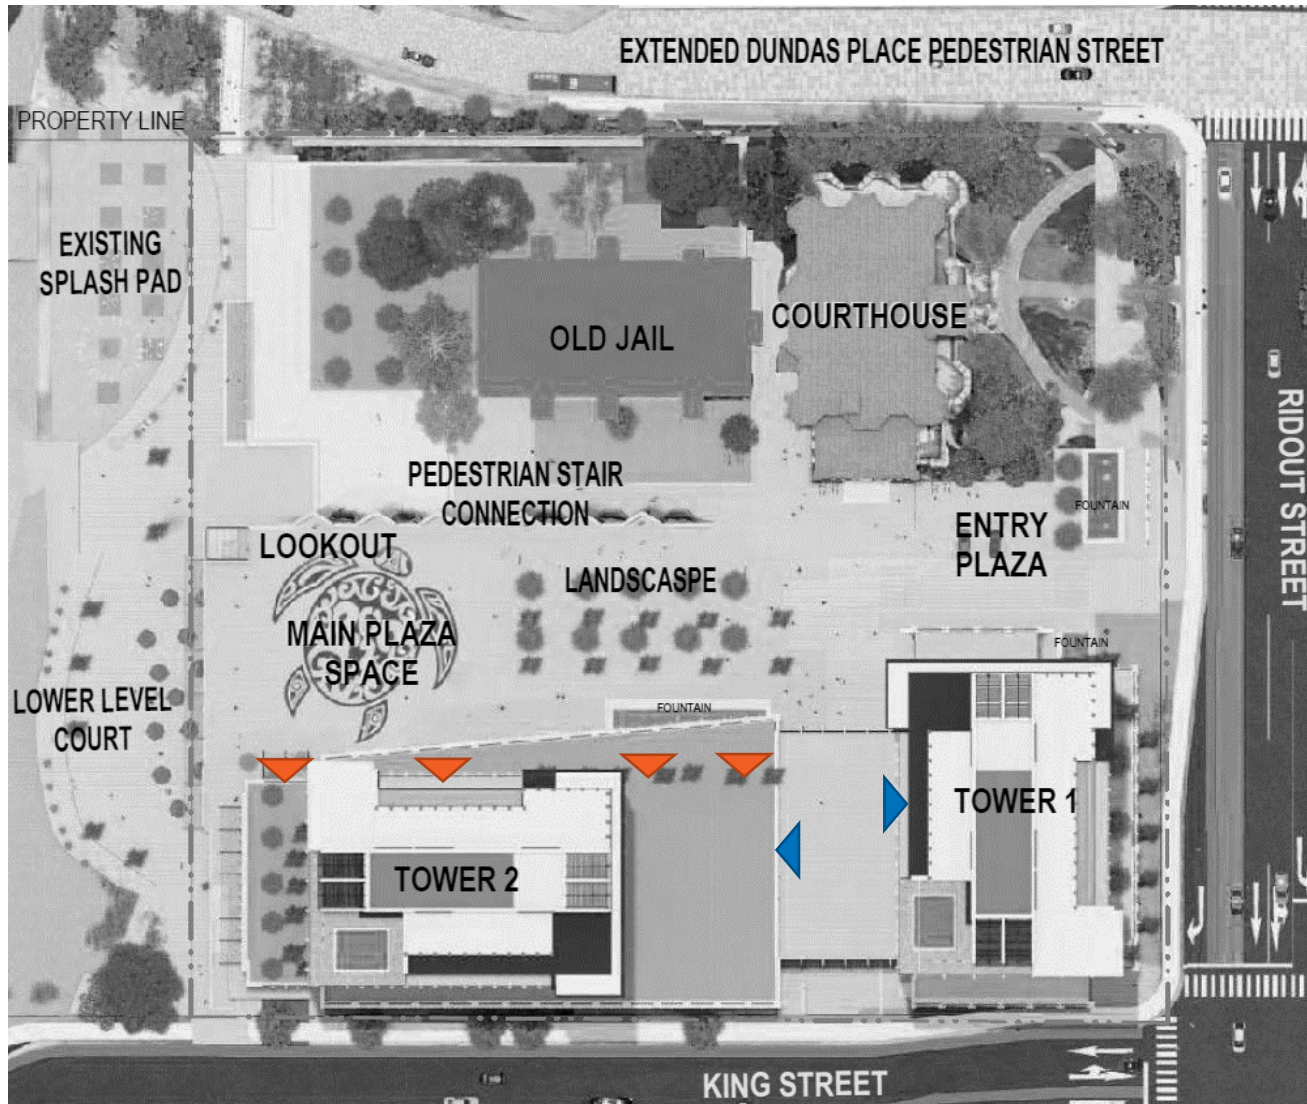 EXTENDED DUNDAS PLACE PEDESTRIAN STREET
PROPERTY LINE
EXISTING
SPLASH PAD
OLD JAIL
COURTHOUSE
RIDOUT STREET
PEDESTRIAN STAIR
CONNECTION
FOUNTAIN
ENTRY
PLAZA
LOOKOUT
LANDSCASPE
MAIN PLAZA
SPACE
FOUNTAIN
LOWER LEVEL
COURT
FOUNTAIN
TOWER 1
TOWER 2
KING STREET